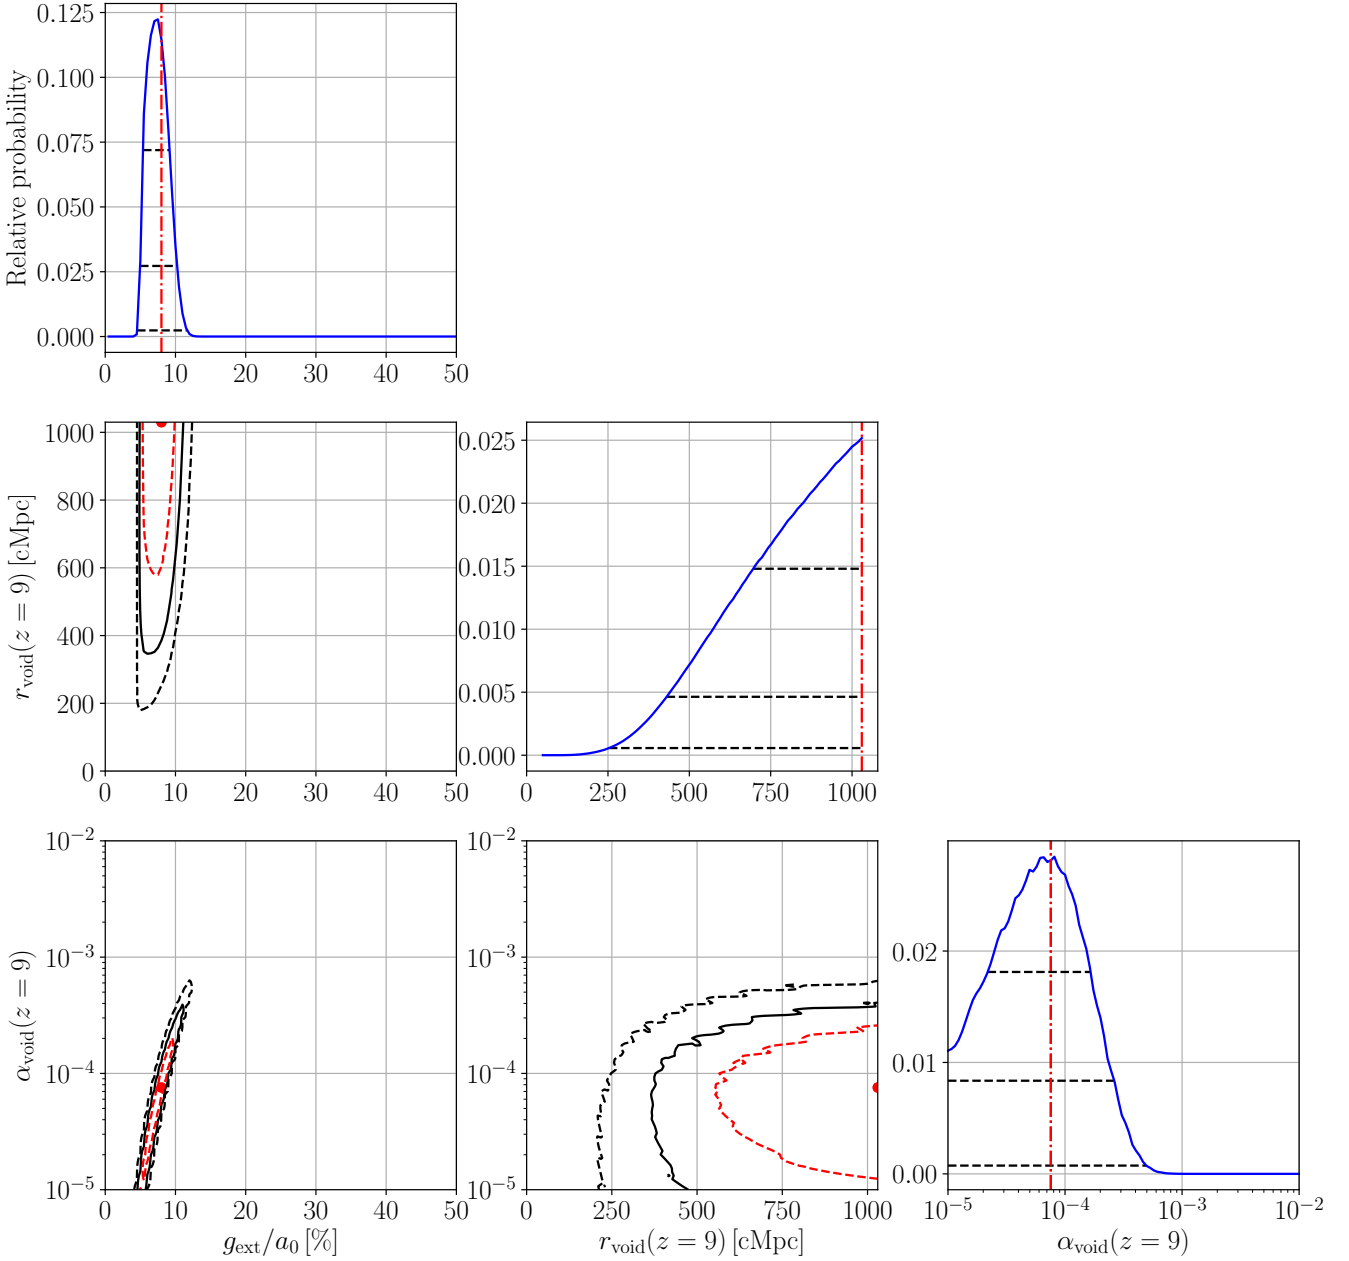 0.125
0.100
0.075
0.050
0.025
0.000
Relative probability
0 10 20 30 40 50
1000
800
600
400
200
0
r_void(z = 9) [cMpc]
0 10 20 30 40 50
0.025
0.020
0.015
0.010
0.005
0.000
0 250 500 750 1000
10^−2
10^−3
10^−4
10^−5
α_void(z = 9)
0 10 20 30 40 50
g_ext/a_0 [%]
10^−2
10^−3
10^−4
10^−5
0 250 500 750 1000
r_void(z = 9) [cMpc]
0.02
0.01
0.00
10^−5 10^−4 10^−3 10^−2
α_void(z = 9)